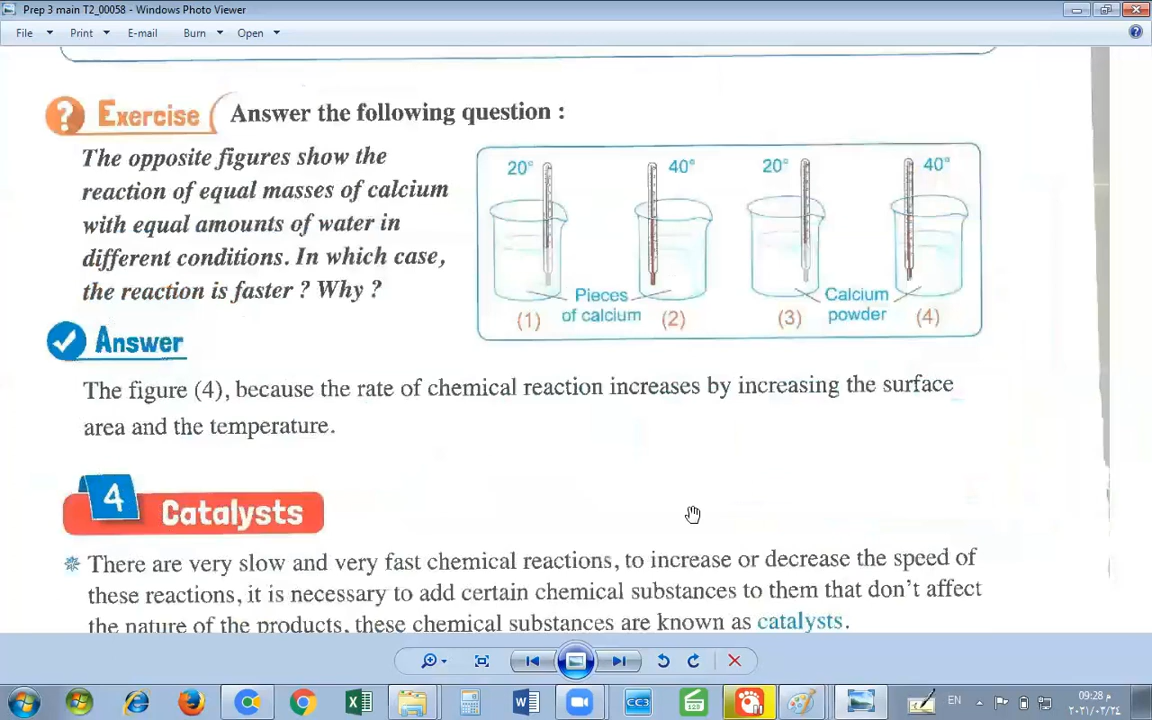 Prep 3 main T2_00058 - Windows Photo Viewer
File Print E-mail Burn Open
? Exercise Answer the following question :
The opposite figures show the
reaction of equal masses of calcium
with equal amounts of water in
different conditions. In which case,
the reaction is faster ? Why ?
20° 40° 20° 40°
Pieces of calcium
Calcium powder
(1) (2) (3) (4)
Answer
The figure (4), because the rate of chemical reaction increases by increasing the surface
area and the temperature.
4 Catalysts
There are very slow and very fast chemical reactions, to increase or decrease the speed of
these reactions, it is necessary to add certain chemical substances to them that don't affect
the nature of the products, these chemical substances are known as catalysts.
CC3
123
EN
09:28 م
٢٠٢١/٠٣/٢٤